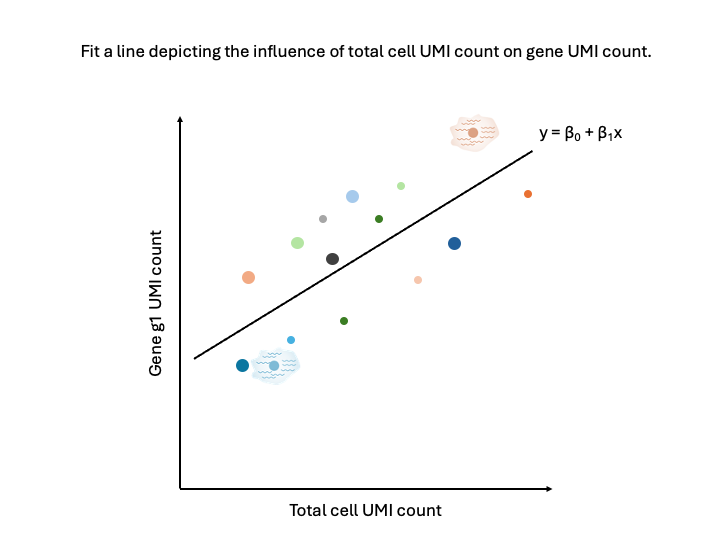 Fit a line depicting the influence of total cell UMI count on gene UMI count.
y = β₀ + β₁x
Gene g1 UMI count
Total cell UMI count